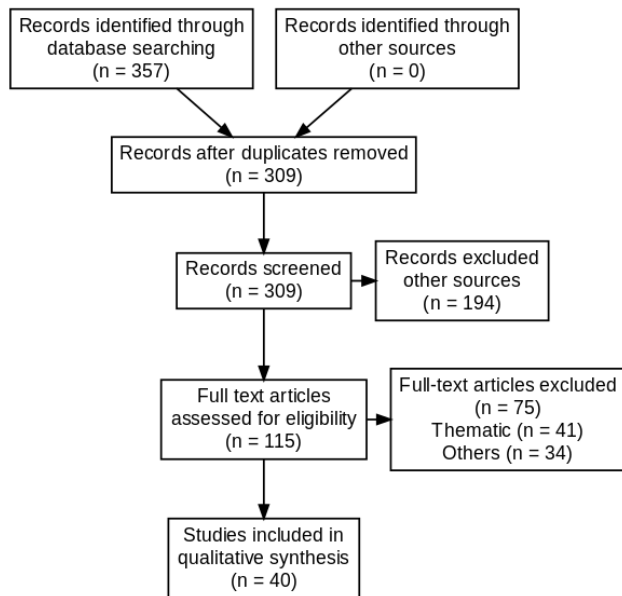 Records identified through
database searching
(n = 357)
Records identified through
other sources
(n = 0)
Records after duplicates removed
(n = 309)
Records screened
(n = 309)
Records excluded
other sources
(n = 194)
Full text articles
assessed for eligibility
(n = 115)
Full-text articles excluded
(n = 75)
Thematic (n = 41)
Others (n = 34)
Studies included in
qualitative synthesis
(n = 40)